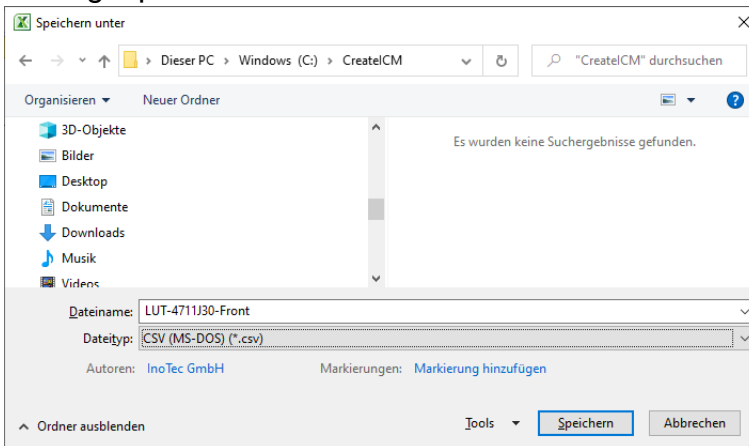 Speichern unter
Dieser PC > Windows (C:) > CreateICM
"CreateICM" durchsuchen
Organisieren
Neuer Ordner
3D-Objekte
Es wurden keine Suchergebnisse gefunden.
Bilder
Desktop
Dokumente
Downloads
Musik
Videos
Dateiname: LUT-4711J30-Front
Dateityp: CSV (MS-DOS) (*.csv)
Autoren: InoTec GmbH Markierungen: Markierung hinzufügen
Ordner ausblenden Tools Speichern Abbrechen